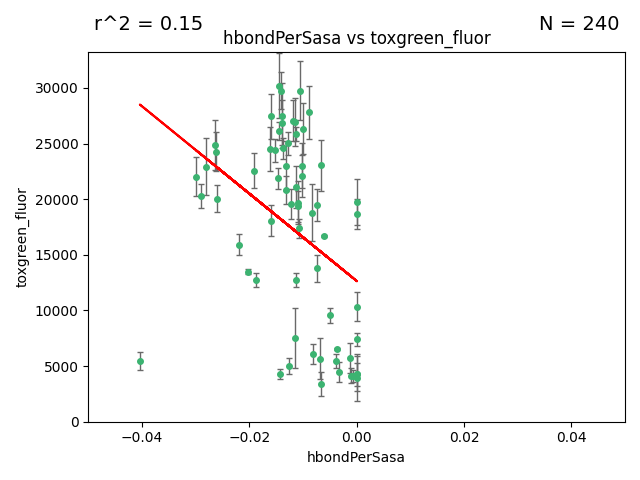 r^2 = 0.15
N = 240
hbondPerSasa vs toxgreen_fluor
30000
25000
20000
15000
10000
5000
0
toxgreen_fluor
−0.04
−0.02
0.00
0.02
0.04
hbondPerSasa